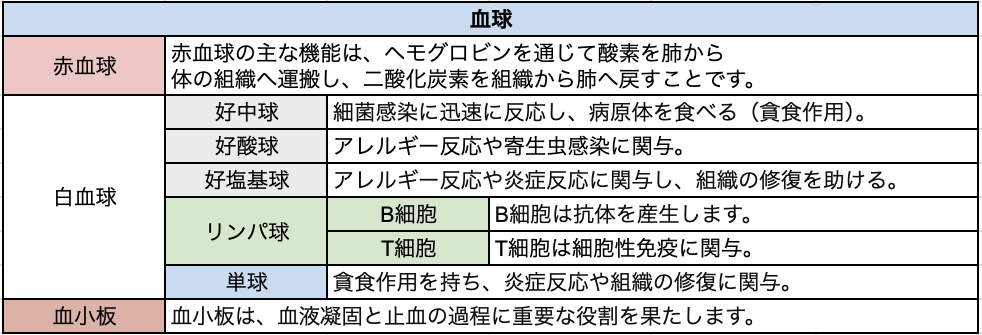 血球
赤血球
赤血球の主な機能は、ヘモグロビンを通じて酸素を肺から
体の組織へ運搬し、二酸化炭素を組織から肺へ戻すことです。
白血球
好中球
細菌感染に迅速に反応し、病原体を食べる（貪食作用）。
好酸球
アレルギー反応や寄生虫感染に関与。
好塩基球
アレルギー反応や炎症反応に関与し、組織の修復を助ける。
リンパ球
B細胞
B細胞は抗体を産生します。
T細胞
T細胞は細胞性免疫に関与。
単球
貪食作用を持ち、炎症反応や組織の修復に関与。
血小板
血小板は、血液凝固と止血の過程に重要な役割を果たします。